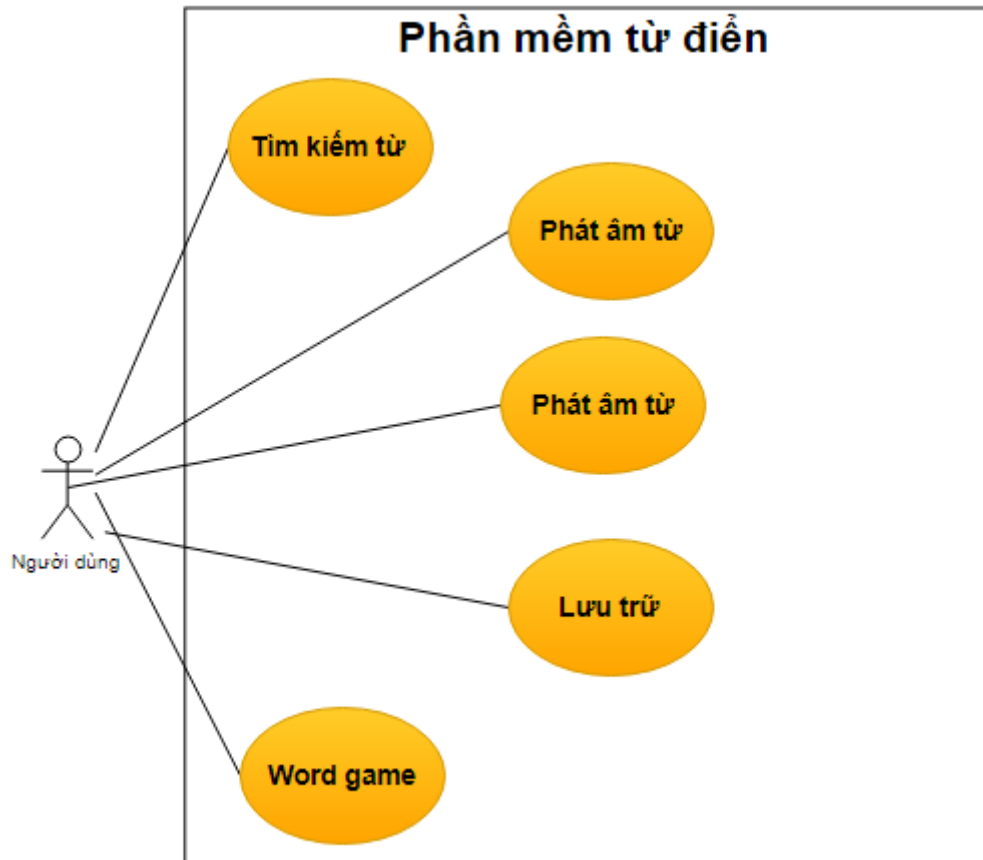 Phần mềm từ điển
Tìm kiếm từ
Phát âm từ
Phát âm từ
Người dùng
Lưu trữ
Word game